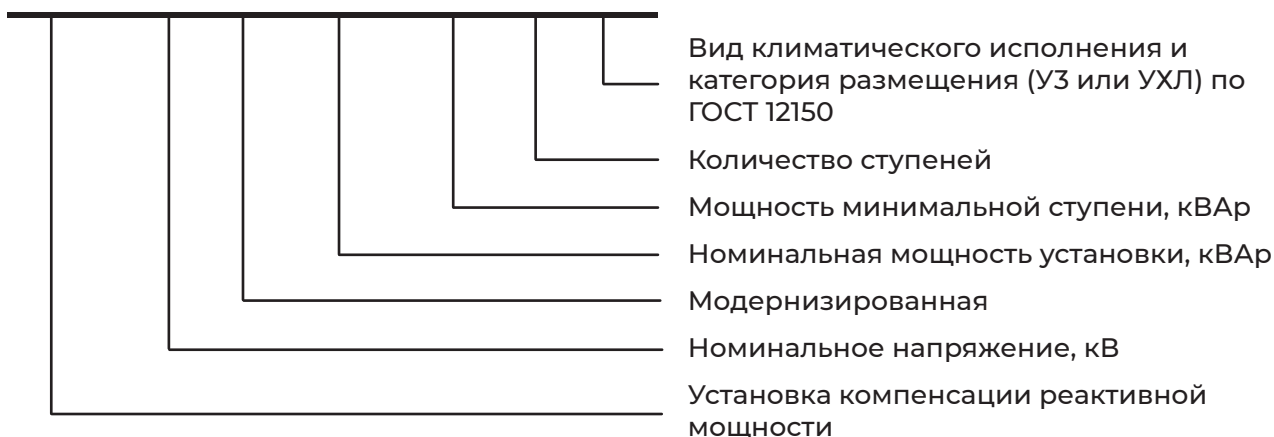 Вид климатического исполнения и
категория размещения (У3 или УХЛ) по
ГОСТ 12150
Количество ступеней
Мощность минимальной ступени, кВАр
Номинальная мощность установки, кВАр
Модернизированная
Номинальное напряжение, кВ
Установка компенсации реактивной
мощности